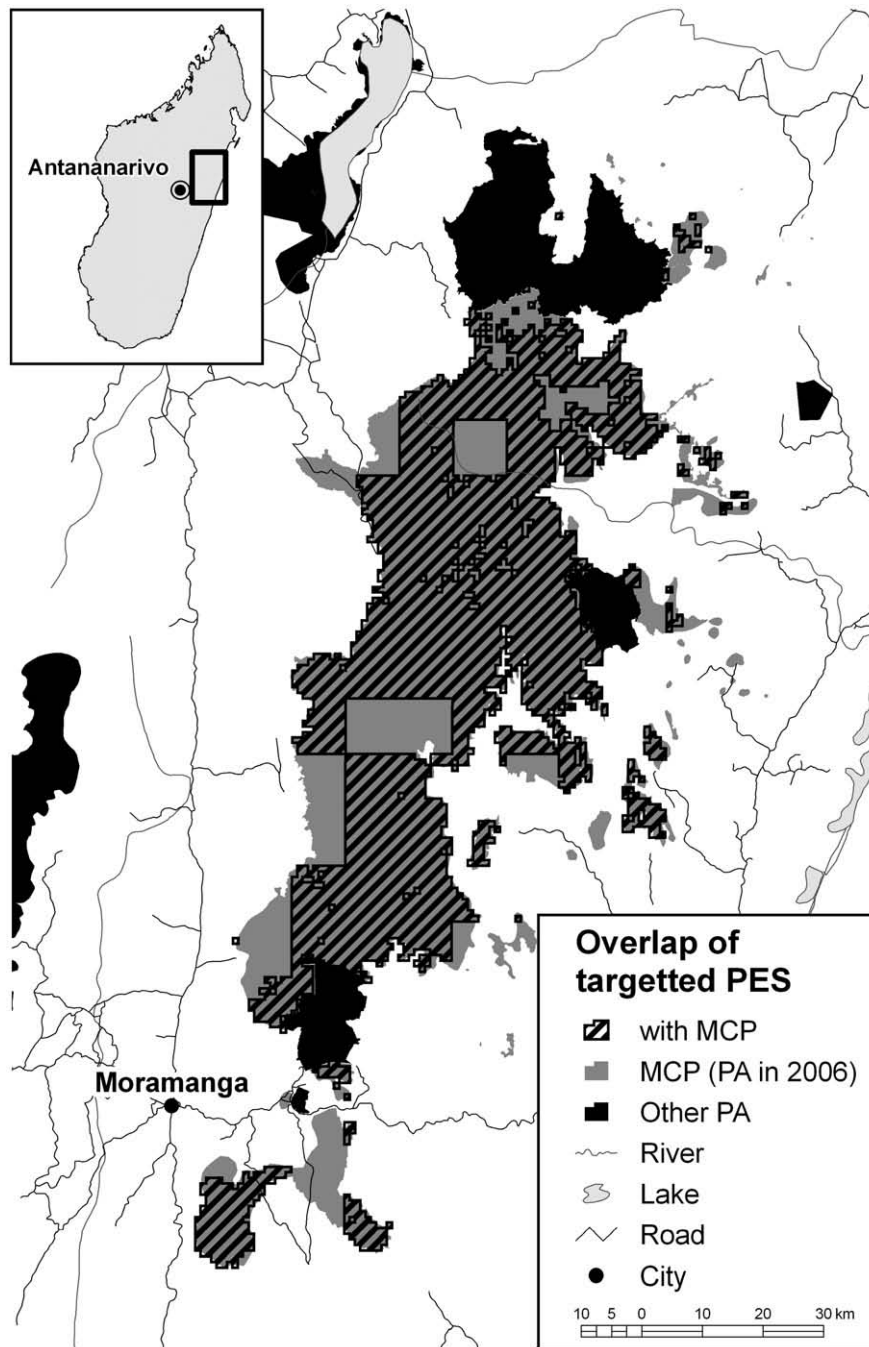 Antananarivo
Moramanga
Overlap of
targetted PES
with MCP
MCP (PA in 2006)
Other PA
River
Lake
Road
City
10 5 0 10 20 30 km